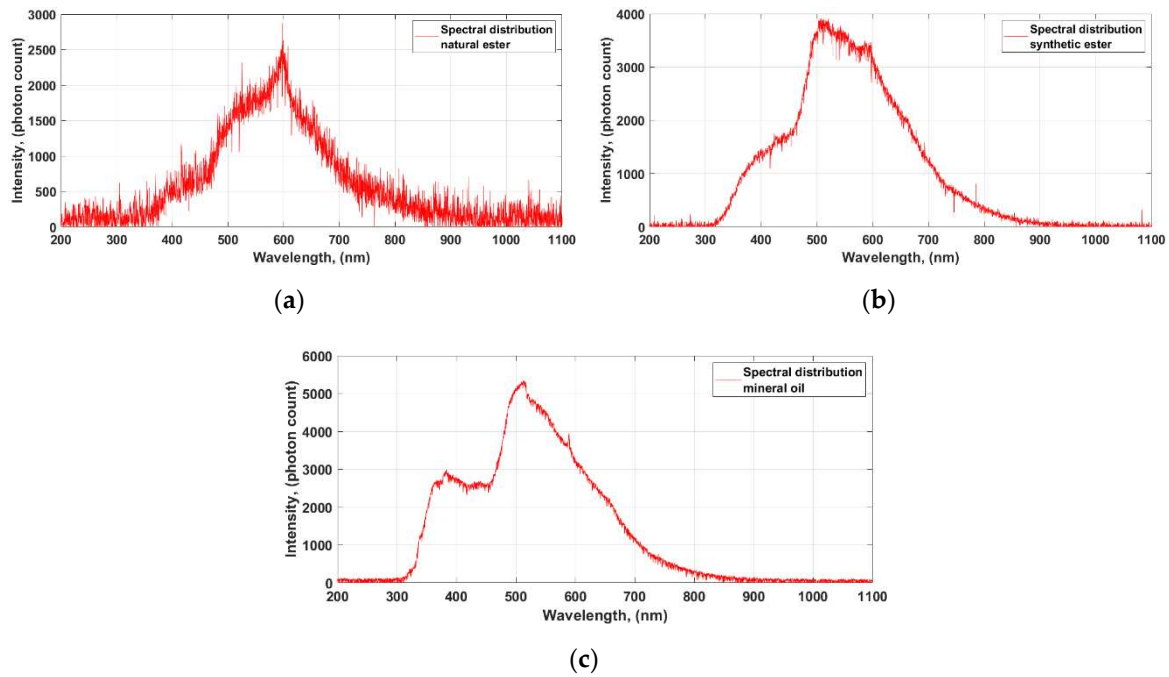 3000
2500
2000
1500
1000
500
0
Intensity, (photon count)
Spectral distribution
natural ester
200 300 400 500 600 700 800 900 1000 1100
Wavelength, (nm)
(a)
4000
3000
2000
1000
0
Intensity, (photon count)
Spectral distribution
synthetic ester
200 300 400 500 600 700 800 900 1000 1100
Wavelength, (nm)
(b)
6000
5000
4000
3000
2000
1000
0
Intensity, (photon count)
Spectral distribution
mineral oil
200 300 400 500 600 700 800 900 1000 1100
Wavelength, (nm)
(c)